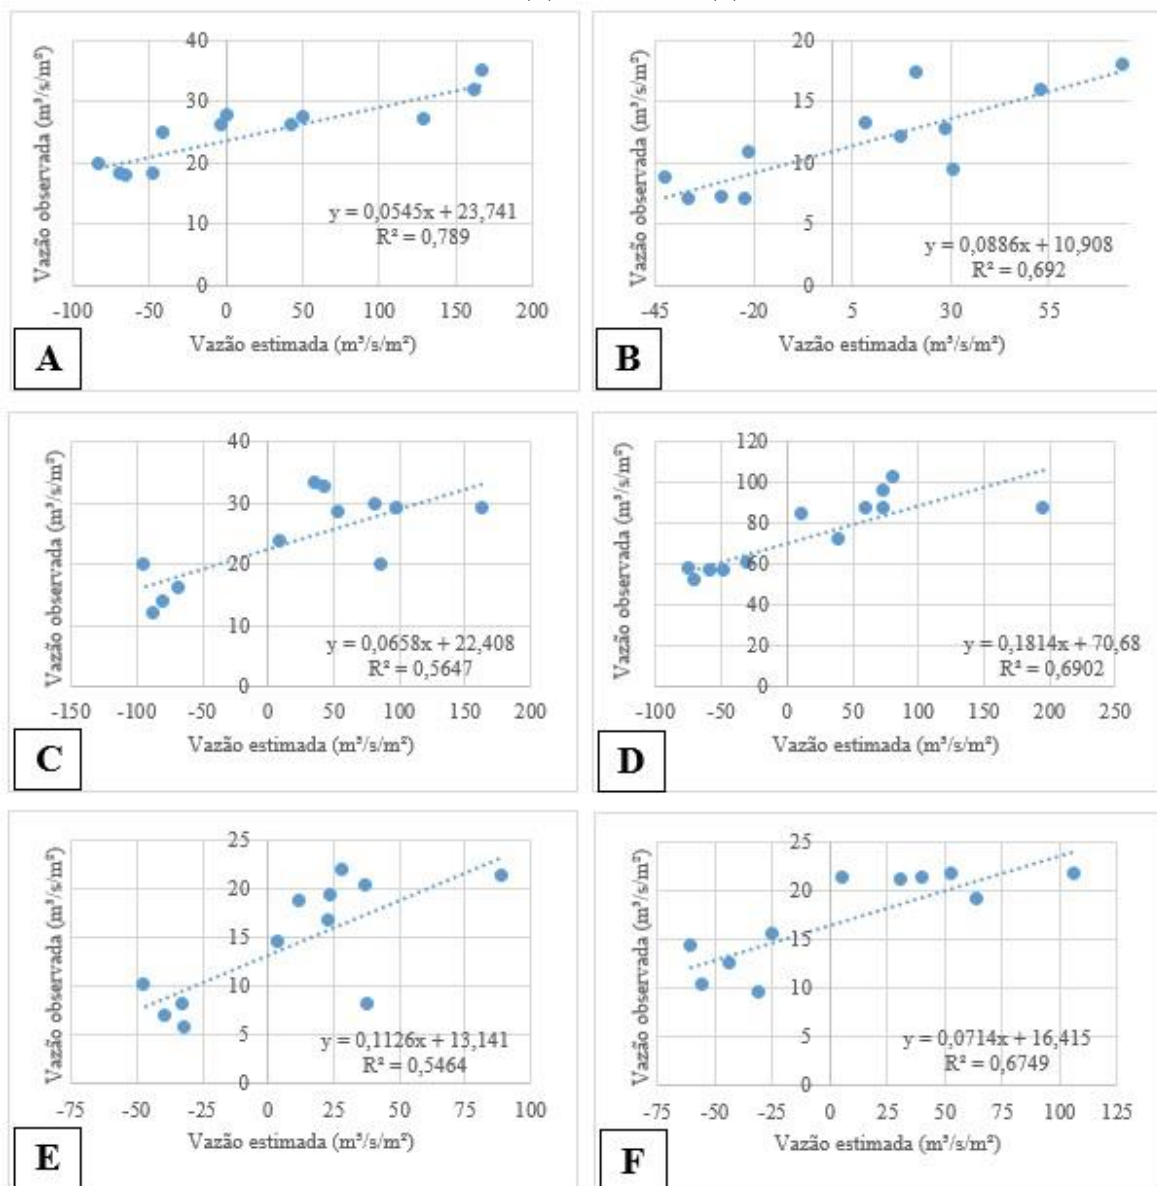 40
30
20
10
0
-100 -50 0 50 100 150 200
Vazão observada (m³/s/m²)
Vazão estimada (m³/s/m²)
y = 0,0545x + 23,741
R² = 0,789
A
20
15
10
5
0
-45 -20 5 30 55
Vazão observada (m³/s/m²)
Vazão estimada (m³/s/m²)
y = 0,0886x + 10,908
R² = 0,692
B
40
30
20
10
0
-150 -100 -50 0 50 100 150 200
Vazão observada (m³/s/m²)
Vazão estimada (m³/s/m²)
y = 0,0658x + 22,408
R² = 0,5647
C
120
100
80
60
40
20
0
-100 -50 0 50 100 150 200 250
Vazão observada (m³/s/m²)
Vazão estimada (m³/s/m²)
y = 0,1814x + 70,68
R² = 0,6902
D
25
20
15
10
5
0
-75 -50 -25 0 25 50 75 100
Vazão observada (m³/s/m²)
Vazão estimada (m³/s/m²)
y = 0,1126x + 13,141
R² = 0,5464
E
25
20
15
10
5
0
-75 -50 -25 0 25 50 75 100 125
Vazão observada (m³/s/m²)
Vazão estimada (m³/s/m²)
y = 0,0714x + 16,415
R² = 0,6749
F